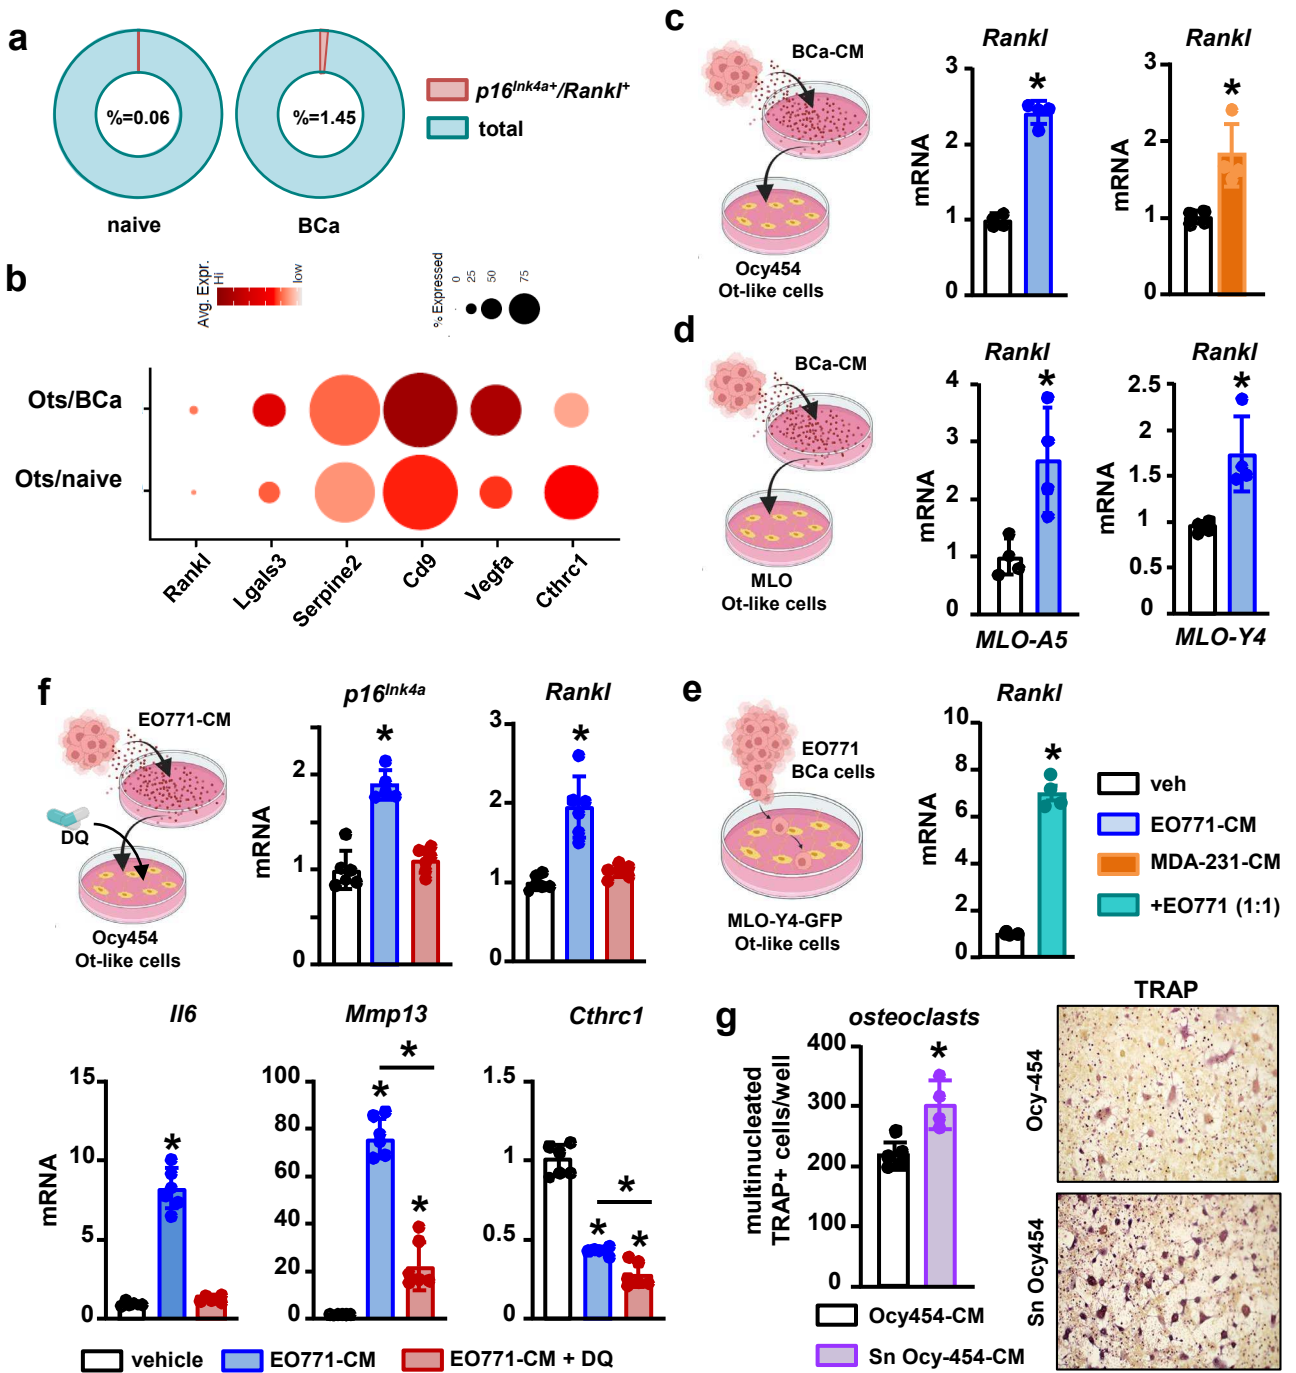 a
%=0.06
%=1.45
naive
BCa
p16Ink4a+/Rankl+
total
b
Avg. Expr.
Hi
low
% Expressed
0
25
50
75
Ots/BCa
Ots/naive
Rankl
Lgals3
Serpine2
Cd9
Vegfa
Cthrc1
c
BCa-CM
Ocy454
Ot-like cells
Rankl
mRNA
3
2
1
0
*
Rankl
mRNA
3
2
1
0
*
d
BCa-CM
MLO
Ot-like cells
Rankl
mRNA
4
3
2
1
0
*
MLO-A5
Rankl
mRNA
2.5
2
1.5
1
0.5
0
*
MLO-Y4
f
EO771-CM
DQ
Ocy454
Ot-like cells
p16Ink4a
mRNA
2
1
0
*
Rankl
3
2
1
0
*
e
EO771
BCa cells
MLO-Y4-GFP
Ot-like cells
Rankl
mRNA
10
8
6
4
2
0
*
veh
EO771-CM
MDA-231-CM
+EO771 (1:1)
Il6
mRNA
15
10
5
0
*
Mmp13
100
80
60
40
20
0
*
*
*
Cthrc1
1.5
1
0.5
0
*
*
*
vehicle
EO771-CM
EO771-CM + DQ
g
osteoclasts
multinucleated
TRAP+ cells/well
400
300
200
100
0
*
Ocy454-CM
Sn Ocy-454-CM
TRAP
Ocy-454
Sn Ocy454